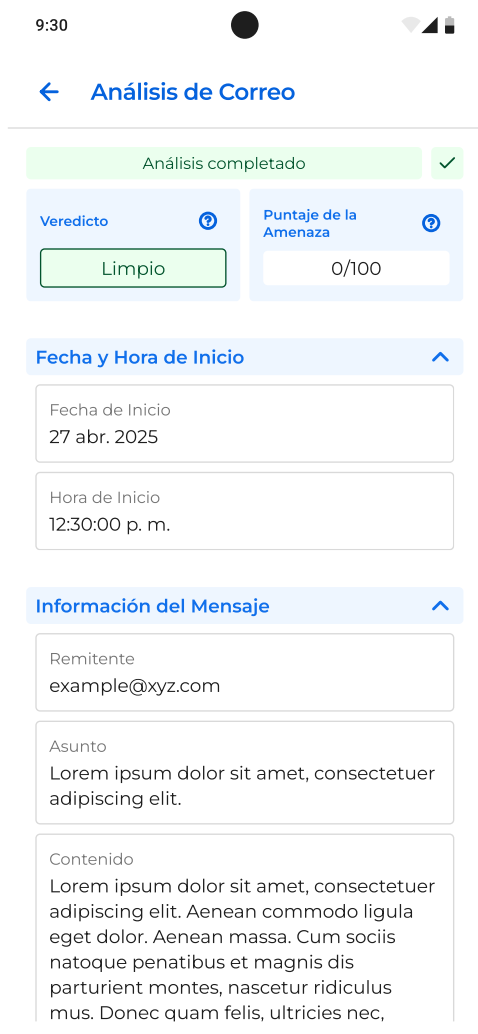 9:30
Análisis de Correo
Análisis completado
Veredicto
Limpio
Puntaje de la
Amenaza
0/100
Fecha y Hora de Inicio
Fecha de Inicio
27 abr. 2025
Hora de Inicio
12:30:00 p. m.
Información del Mensaje
Remitente
example@xyz.com
Asunto
Lorem ipsum dolor sit amet, consectetuer
adipiscing elit.
Contenido
Lorem ipsum dolor sit amet, consectetuer
adipiscing elit. Aenean commodo ligula
eget dolor. Aenean massa. Cum sociis
natoque penatibus et magnis dis
parturient montes, nascetur ridiculus
mus. Donec quam felis, ultricies nec,